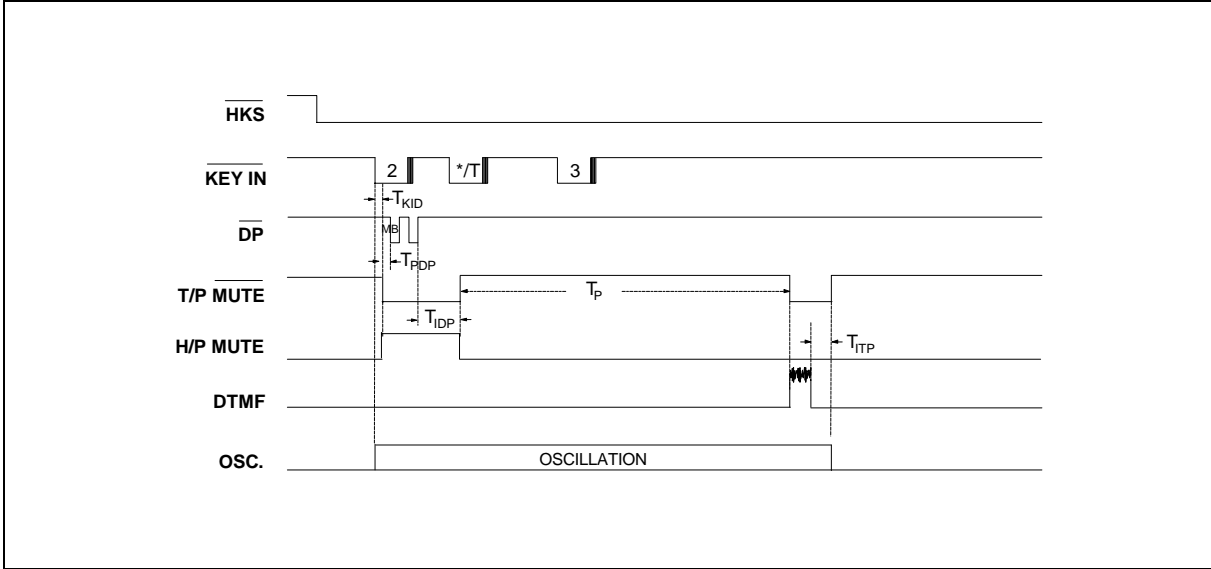 HKS
KEY IN
2
*/T
3
TKID
DP
MB
TPDP
T/P MUTE
TP
TIDP
H/P MUTE
TITP
DTMF
OSC.
OSCILLATION